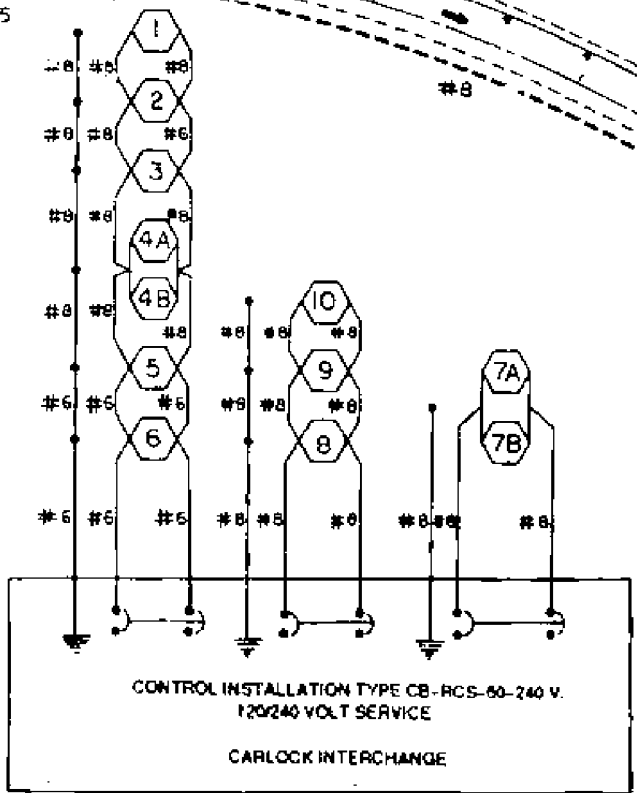 5
1
#8 #8 #8
#8
2
#8 #8 #6
3
#8 #8 #8
4A
4B
#8 #8 #8
10
#8 #8 #8
5
9
7A
#6 #6 #6
#8 #8 #8
6
8
7B
#6 #6 #6 #8 #8 #8 #8 #8 #8
CONTROL INSTALLATION TYPE CB-RCS-60-240 V.
120/240 VOLT SERVICE
CARLOCK INTERCHANGE